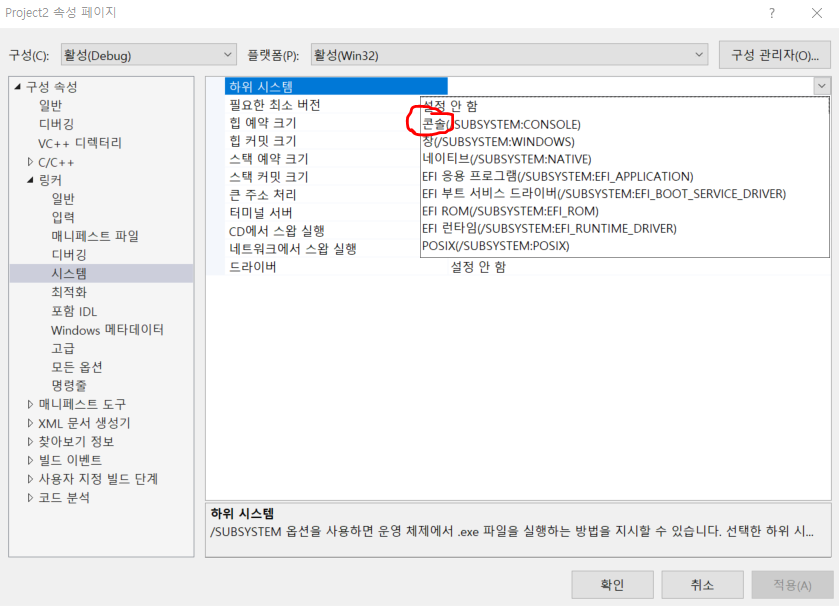 Project2 속성 페이지
구성(C): 활성(Debug) 플랫폼(P): 활성(Win32) 구성 관리자(O)...
구성 속성
일반
디버깅
VC++ 디렉터리
C/C++
링커
일반
입력
매니페스트 파일
디버깅
시스템
최적화
포함 IDL
Windows 메타데이터
고급
모든 옵션
명령줄
매니페스트 도구
XML 문서 생성기
찾아보기 정보
빌드 이벤트
사용자 지정 빌드 단계
코드 분석
하위 시스템
필요한 최소 버전
힙 예약 크기
힙 커밋 크기
스택 예약 크기
스택 커밋 크기
큰 주소 처리
터미널 서버
CD에서 스왑 실행
네트워크에서 스왑 실행
드라이버 설정 안 함
설정 안 함
콘솔(/SUBSYSTEM:CONSOLE)
창(/SUBSYSTEM:WINDOWS)
네이티브(/SUBSYSTEM:NATIVE)
EFI 응용 프로그램(/SUBSYSTEM:EFI_APPLICATION)
EFI 부트 서비스 드라이버(/SUBSYSTEM:EFI_BOOT_SERVICE_DRIVER)
EFI ROM(/SUBSYSTEM:EFI_ROM)
EFI 런타임(/SUBSYSTEM:EFI_RUNTIME_DRIVER)
POSIX(/SUBSYSTEM:POSIX)
하위 시스템
/SUBSYSTEM 옵션을 사용하면 운영 체제에서 .exe 파일을 실행하는 방법을 지시할 수 있습니다. 선택한 하위 시...
확인 취소 적용(A)